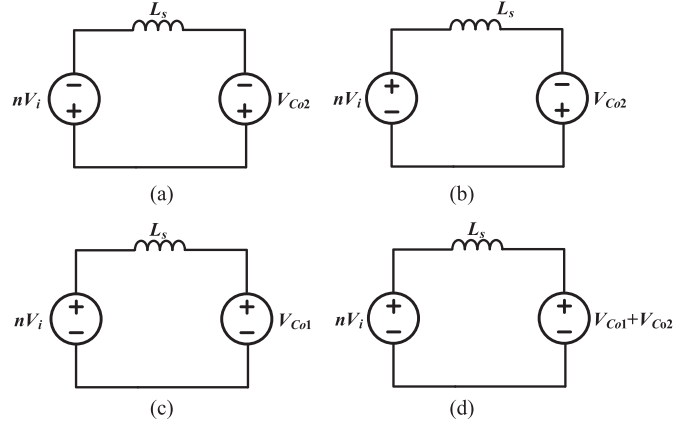 Ls Ls
nVi − + − + VCo2 nVi + − − + VCo2
(a) (b)
Ls Ls
nVi + − + − VCo1 nVi + − + − VCo1+VCo2
(c) (d)